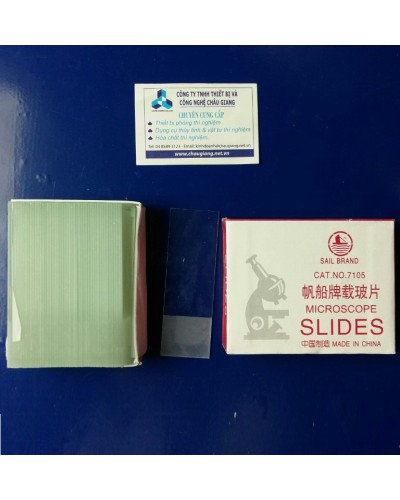 CÔNG TY TNHH THIẾT BỊ VÀ
CÔNG NGHỆ CHÂU GIANG
CHUYÊN CUNG CẤP
Thiết bị phòng thí nghiệm
Dụng cụ thủy tinh & vật tư thí nghiệm
Hóa chất thí nghiệm
www.chaugiang.net.vn
SAIL BRAND
CAT.NO.7105
帆船牌载玻片
MICROSCOPE
SLIDES
中国制造 MADE IN CHINA